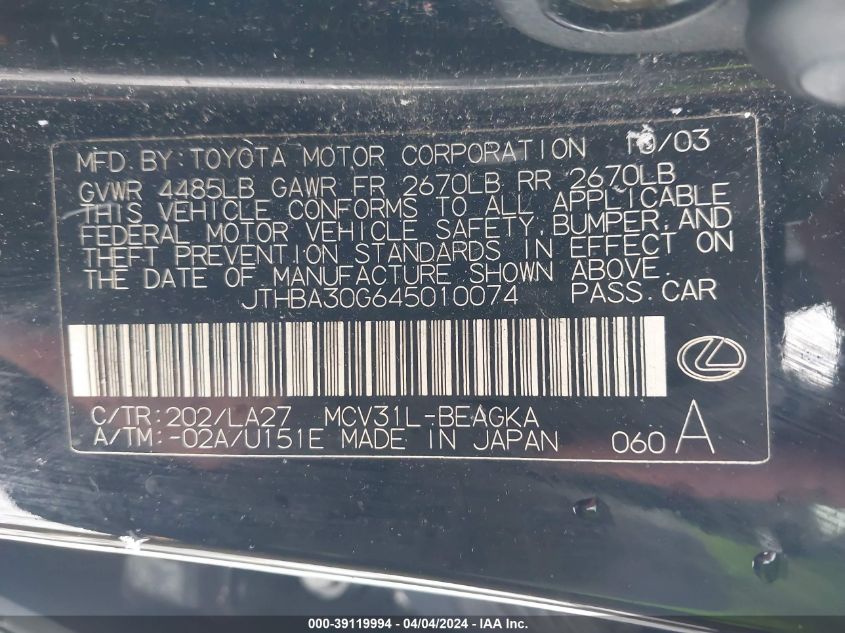 MFD. BY: TOYOTA MOTOR CORPORATION 10/03
GVWR 4485LB GAWR FR 2670LB RR 2670LB
THIS VEHICLE CONFORMS TO ALL APPLICABLE
FEDERAL MOTOR VEHICLE SAFETY, BUMPER, AND
THEFT PREVENTION STANDARDS IN EFFECT ON
THE DATE OF MANUFACTURE SHOWN ABOVE.
JTHBA30G645010074 PASS. CAR
C/TR: 202/LA27 MCV31L-BEAGKA
A/TM: -02A/U151E MADE IN JAPAN 060 A
000-39119994 - 04/04/2024 - IAA Inc.